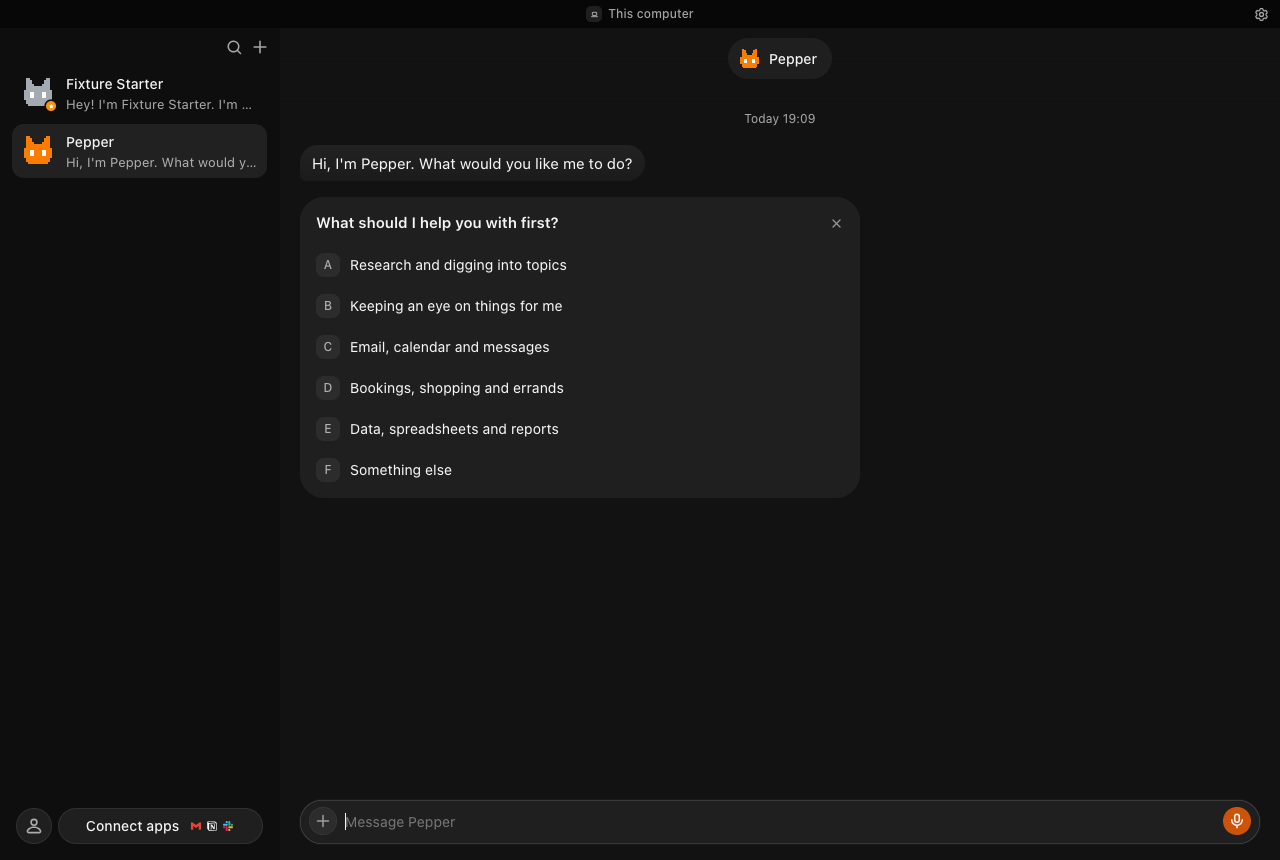 This computer
Fixture Starter
Hey! I'm Fixture Starter. I'm ...
Pepper
Hi, I'm Pepper. What would y...
Connect apps
Pepper
Today 19:09
Hi, I'm Pepper. What would you like me to do?
What should I help you with first?
A Research and digging into topics
B Keeping an eye on things for me
C Email, calendar and messages
D Bookings, shopping and errands
E Data, spreadsheets and reports
F Something else
Message Pepper